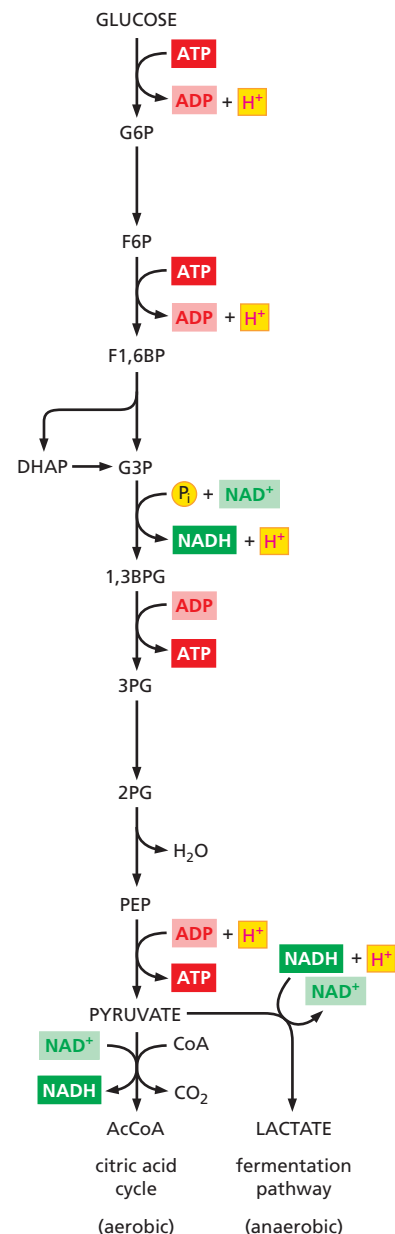 GLUCOSE
ATP
ADP + H⁺
G6P
F6P
ATP
ADP + H⁺
F1,6BP
DHAP G3P
Pᵢ + NAD⁺
NADH + H⁺
1,3BPG
ADP
ATP
3PG
2PG
H₂O
PEP
ADP + H⁺
ATP
NADH + H⁺
NAD⁺
PYRUVATE
NAD⁺ CoA
NADH CO₂
AcCoA LACTATE
citric acid fermentation
cycle pathway
(aerobic) (anaerobic)